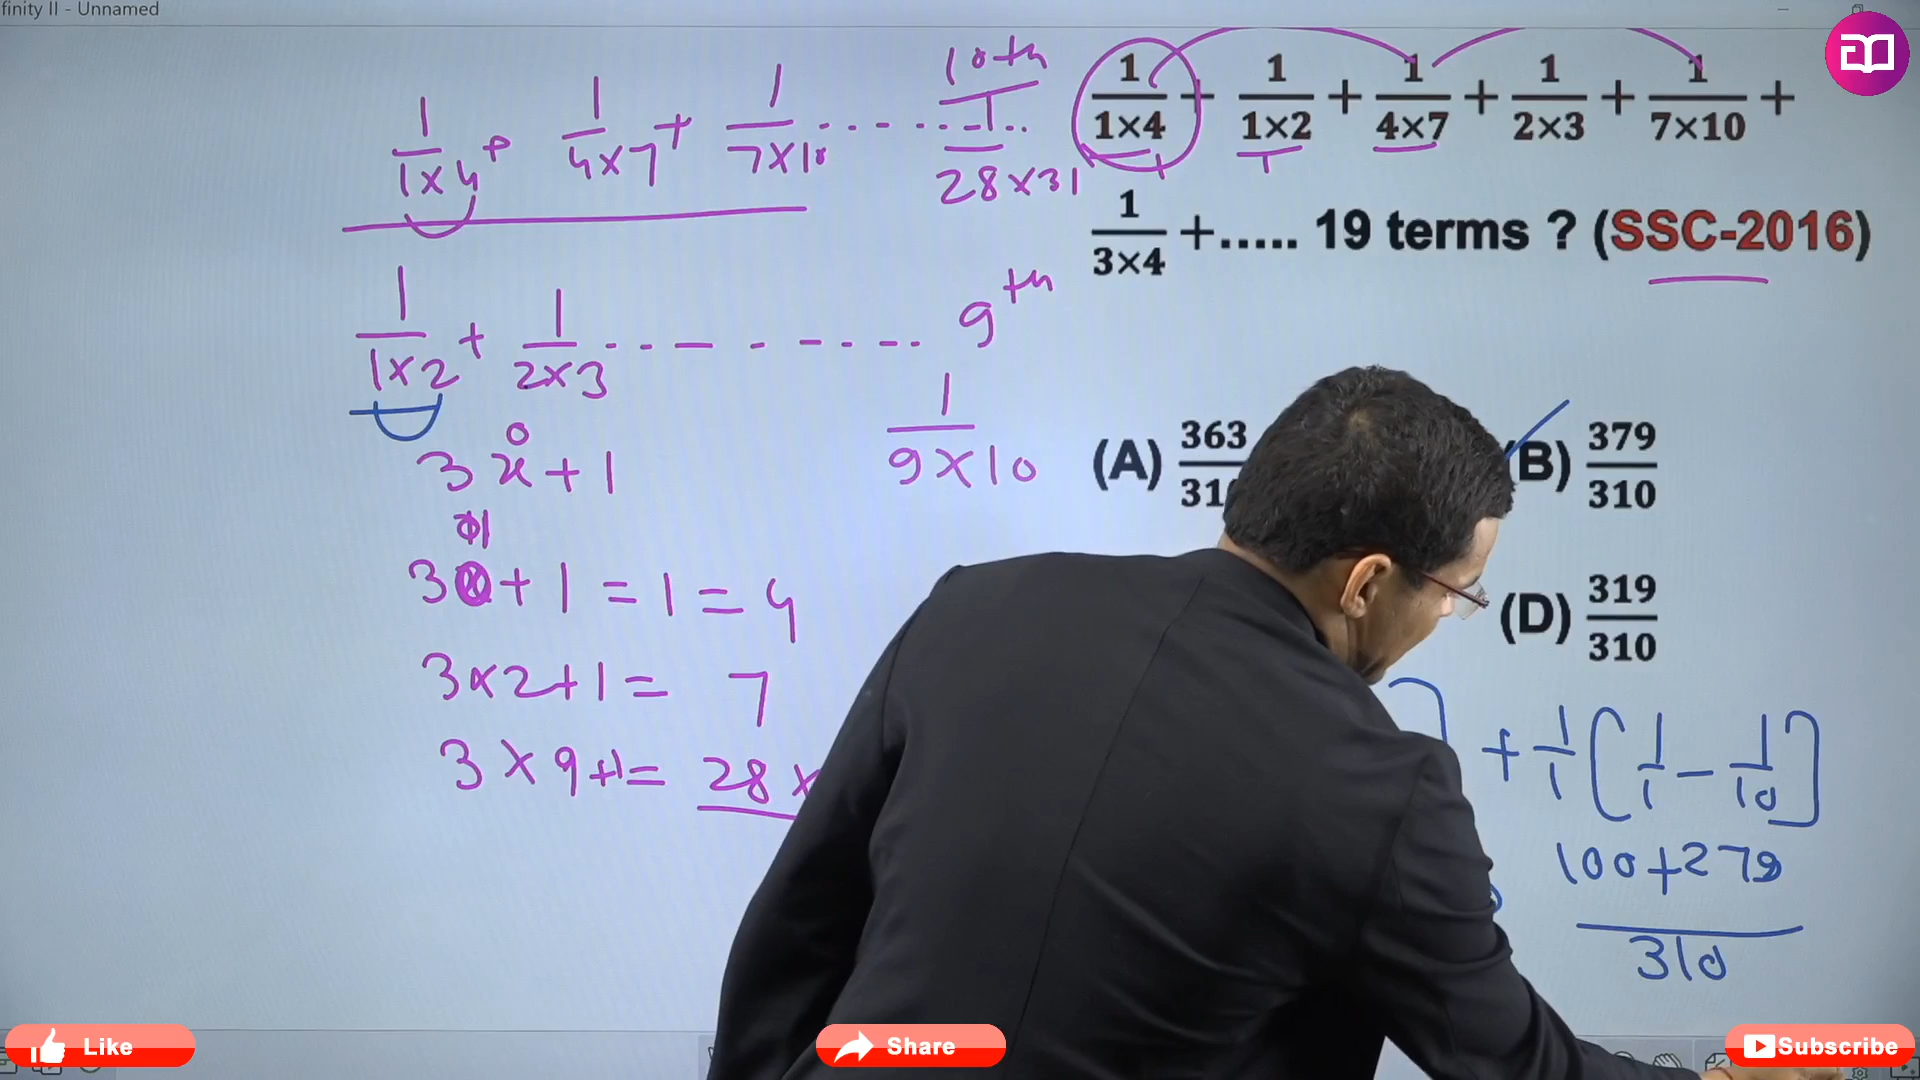 finity II - Unnamed
1/(1×4) + 1/(1×2) + 1/(4×7) + 1/(2×3) + 1/(7×10) +
1/(3×4) +..... 19 terms ? (SSC-2016)
(A) 363/31
(B) 379/310
(D) 319/310
1/(1×4) + 1/(4×7) + 1/(7×10) ........ 1/(28×31)
10th
1/(1×2) + 1/(2×3) - - - - - - - - 9th
1/(9×10)
0
3x+1
3 +1 = 1 = 4
3×2+1 = 7
3×9+1= 28×
+ 1/1 [1/1 - 1/10]
100+279
310
Like
Share
Subscribe